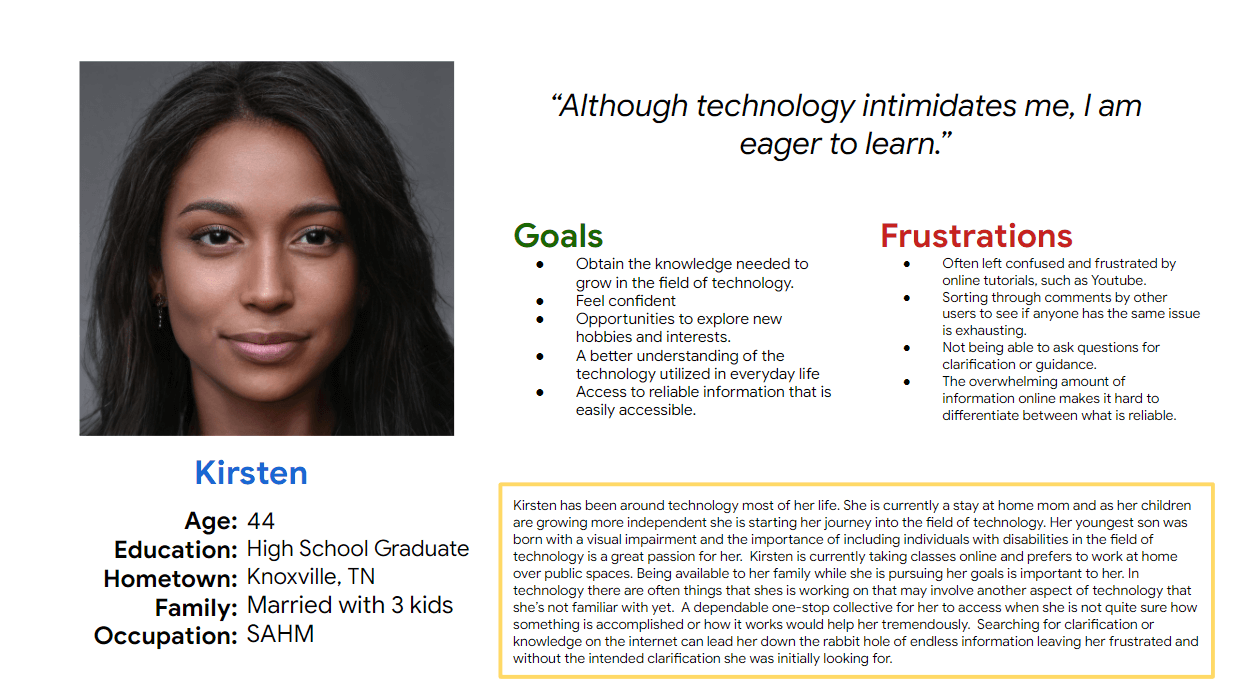 “Although technology intimidates me, I am
eager to learn.”
Goals
● Obtain the knowledge needed to
grow in the field of technology.
● Feel confident
● Opportunities to explore new
hobbies and interests.
● A better understanding of the
technology utilized in everyday life
● Access to reliable information that is
easily accessible.
Frustrations
● Often left confused and frustrated by
online tutorials, such as Youtube.
● Sorting through comments by other
users to see if anyone has the same issue
is exhausting.
● Not being able to ask questions for
clarification or guidance.
● The overwhelming amount of
information online makes it hard to
differentiate between what is reliable.
Kirsten
Age: 44
Education: High School Graduate
Hometown: Knoxville, TN
Family: Married with 3 kids
Occupation: SAHM
Kirsten has been around technology most of her life. She is currently a stay at home mom and as her children
are growing more independent she is starting her journey into the field of technology. Her youngest son was
born with a visual impairment and the importance of including individuals with disabilities in the field of
technology is a great passion for her. Kirsten is currently taking classes online and prefers to work at home
over public spaces. Being available to her family while she is pursuing her goals is important to her. In
technology there are often things that shes is working on that may involve another aspect of technology that
she’s not familiar with yet. A dependable one-stop collective for her to access when she is not quite sure how
something is accomplished or how it works would help her tremendously. Searching for clarification or
knowledge on the internet can lead her down the rabbit hole of endless information leaving her frustrated and
without the intended clarification she was initially looking for.